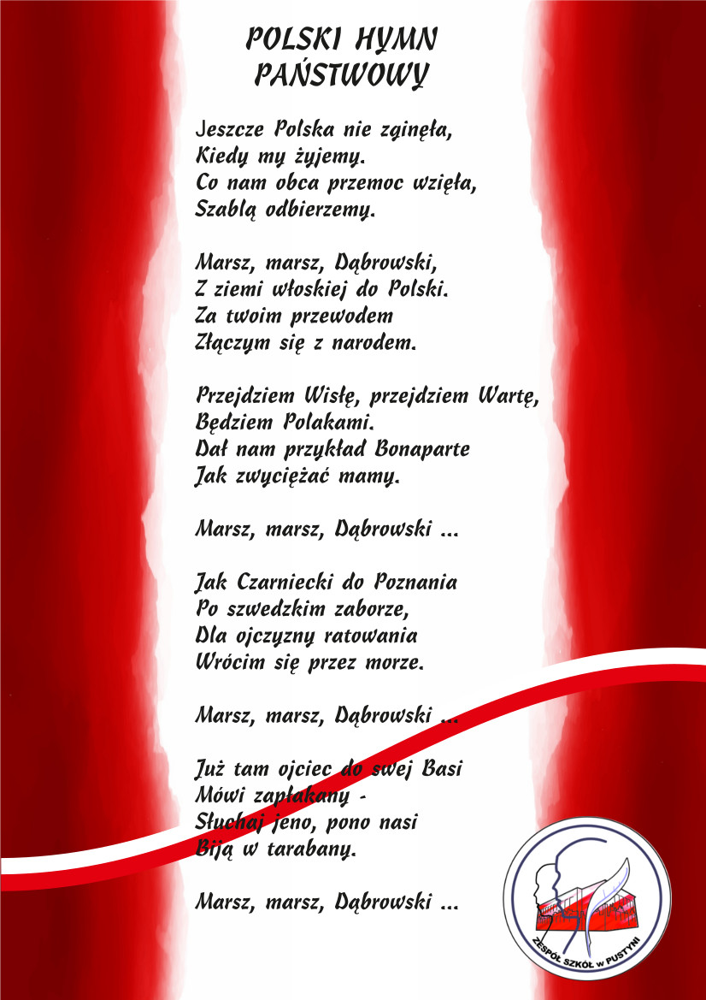 POLSKI HYMN
PAŃSTWOWY
Jeszcze Polska nie zginęła,
Kiedy my żyjemy.
Co nam obca przemoc wzięła,
Szablą odbierzemy.
Marsz, marsz, Dąbrowski,
Z ziemi włoskiej do Polski.
Za twoim przewodem
Złączym się z narodem.
Przejdziem Wisłę, przejdziem Wartę,
Będziem Polakami.
Dał nam przykład Bonaparte
Jak zwyciężać mamy.
Marsz, marsz, Dąbrowski ...
Jak Czarniecki do Poznania
Po szwedzkim zaborze,
Dla ojczyzny ratowania
Wrócim się przez morze.
Marsz, marsz, Dąbrowski ...
Już tam ojciec do swej Basi
Mówi zapłakany -
Słuchaj jeno, pono nasi
Biją w tarabany.
Marsz, marsz, Dąbrowski ...
ZESPÓŁ SZKÓŁ w PUSTYNI